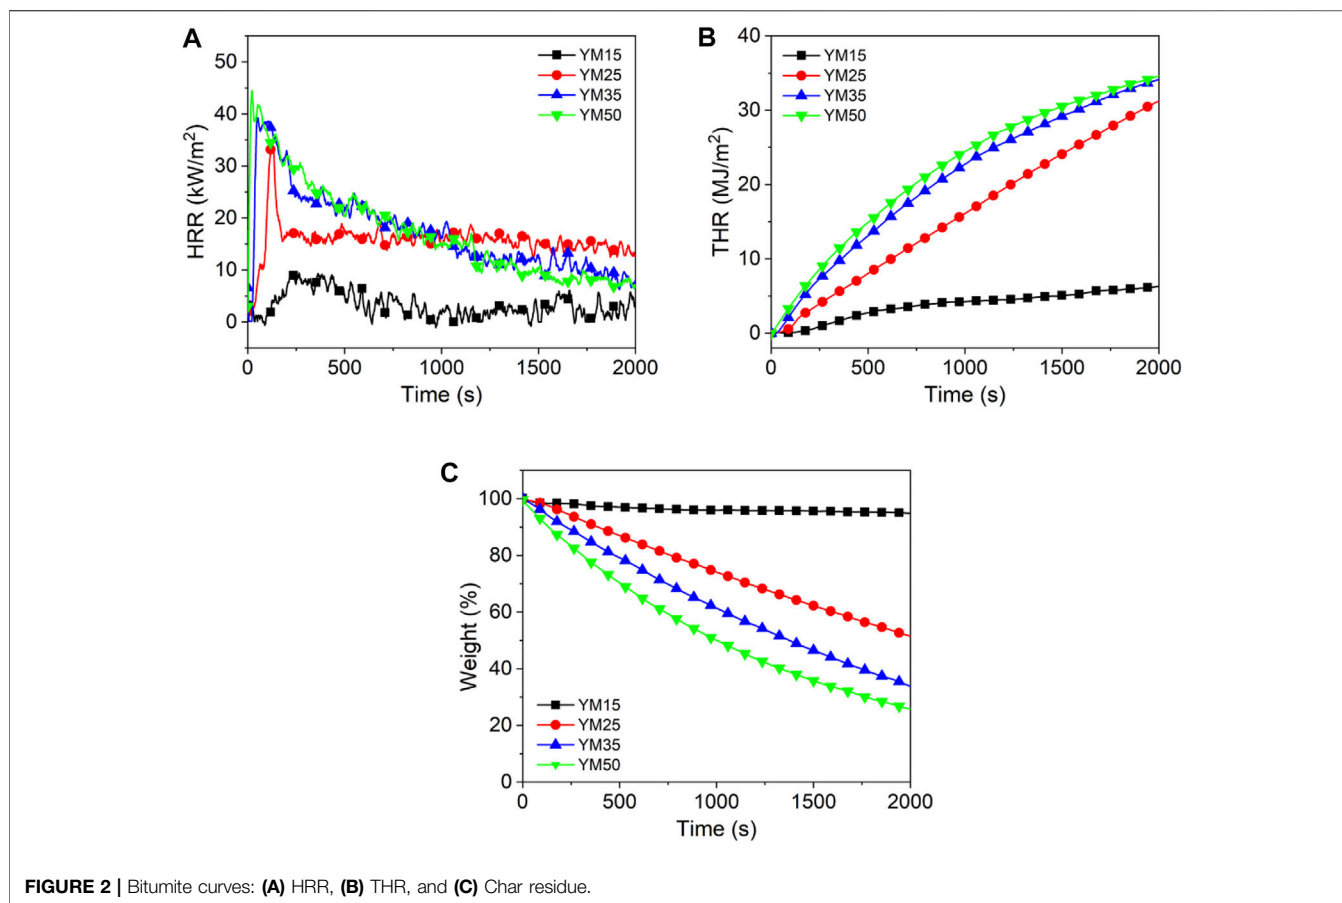 A
HRR (kW/m²)
50
40
30
20
10
0
YM15
YM25
YM35
YM50
0 500 1000 1500 2000
Time (s)
B
THR (MJ/m²)
40
30
20
10
0
YM15
YM25
YM35
YM50
0 500 1000 1500 2000
Time (s)
C
Weight (%)
100
80
60
40
20
0
YM15
YM25
YM35
YM50
0 500 1000 1500 2000
Time (s)
FIGURE 2 | Bitumite curves: (A) HRR, (B) THR, and (C) Char residue.